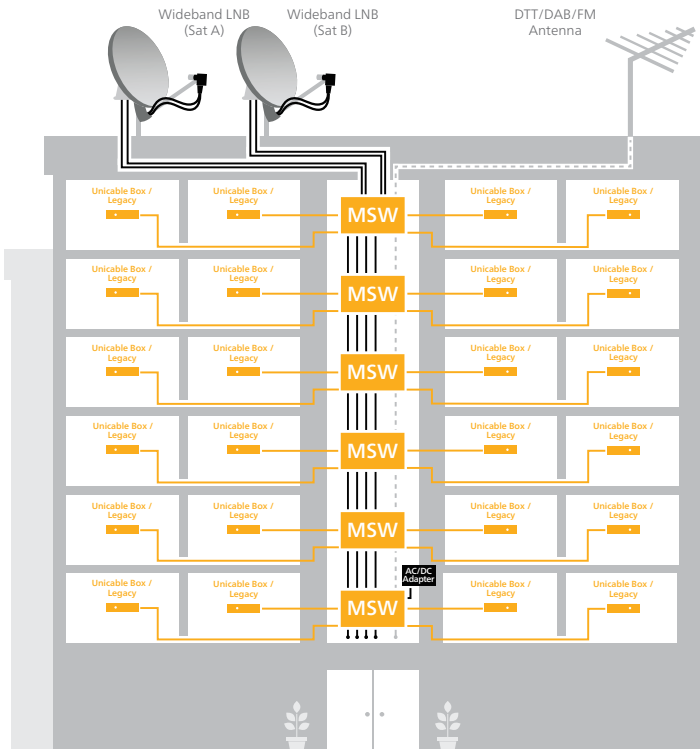 Wideband LNB
(Sat A)
Wideband LNB
(Sat B)
DTT/DAB/FM
Antenna
Unicable Box /
Legacy
Unicable Box /
Legacy
MSW
Unicable Box /
Legacy
Unicable Box /
Legacy
Unicable Box /
Legacy
Unicable Box /
Legacy
MSW
Unicable Box /
Legacy
Unicable Box /
Legacy
Unicable Box /
Legacy
Unicable Box /
Legacy
MSW
Unicable Box /
Legacy
Unicable Box /
Legacy
Unicable Box /
Legacy
Unicable Box /
Legacy
MSW
Unicable Box /
Legacy
Unicable Box /
Legacy
Unicable Box /
Legacy
Unicable Box /
Legacy
MSW
Unicable Box /
Legacy
Unicable Box /
Legacy
AC/DC
Adapter
Unicable Box /
Legacy
Unicable Box /
Legacy
MSW
Unicable Box /
Legacy
Unicable Box /
Legacy